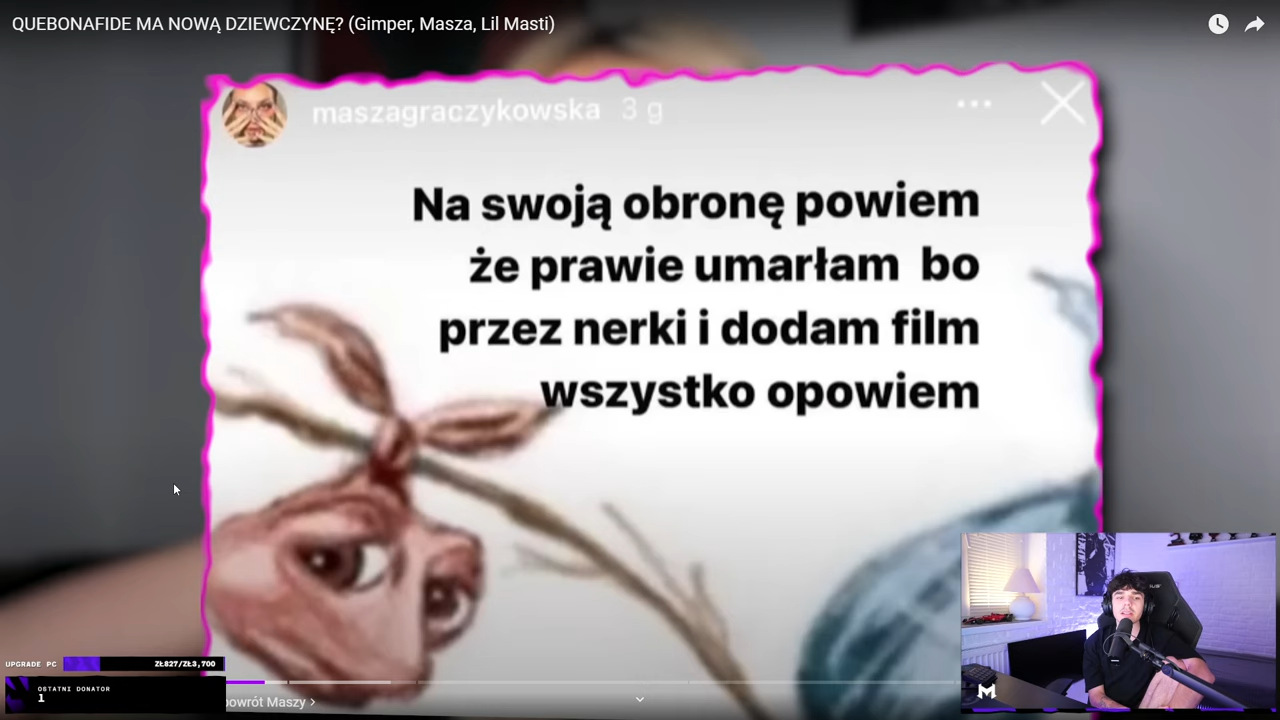 QUEBONAFIDE MA NOWĄ DZIEWCZYNĘ? (Gimper, Masza, Lil Masti)
maszagraczykowska 3 g
Na swoją obronę powiem
że prawie umarłam bo
przez nerki i dodam film
wszystko opowiem
UPGRADE PC
ZŁ827/ZŁ3,700
OSTATNI DONATOR
1
owrót Maszy